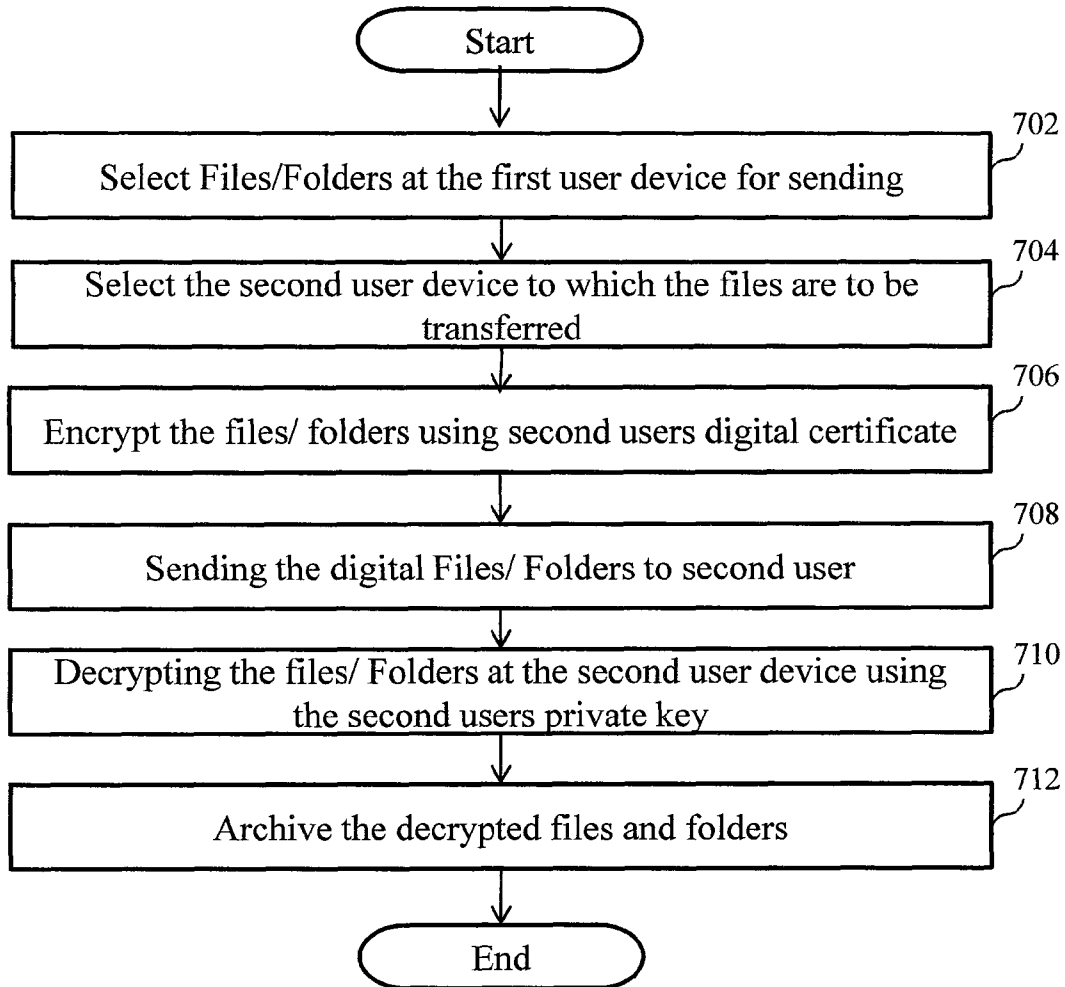 Start
702
Select Files/Folders at the first user device for sending
704
Select the second user device to which the files are to be
transferred
706
Encrypt the files/ folders using second users digital certificate
708
Sending the digital Files/ Folders to second user
710
Decrypting the files/ Folders at the second user device using
the second users private key
712
Archive the decrypted files and folders
End